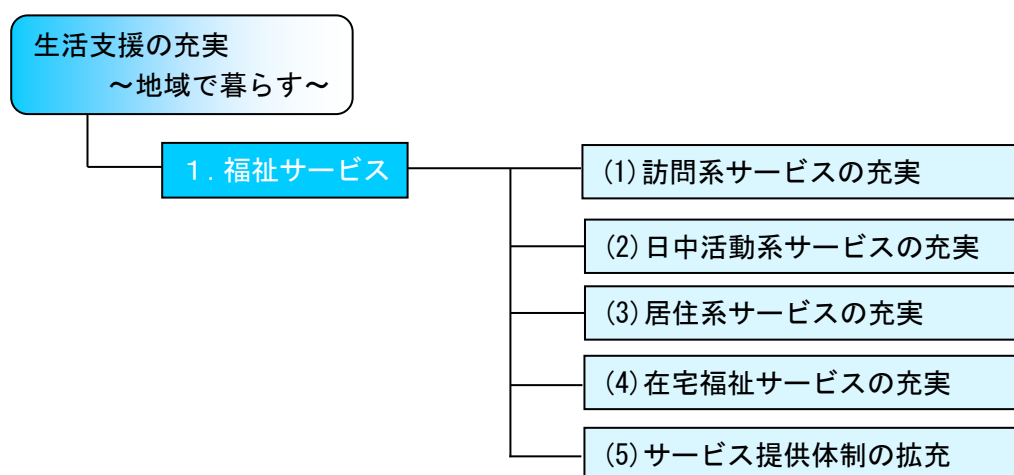 生活支援の充実
～地域で暮らす～
１．福祉サービス
(1)訪問系サービスの充実
(2)日中活動系サービスの充実
(3)居住系サービスの充実
(4)在宅福祉サービスの充実
(5)サービス提供体制の拡充